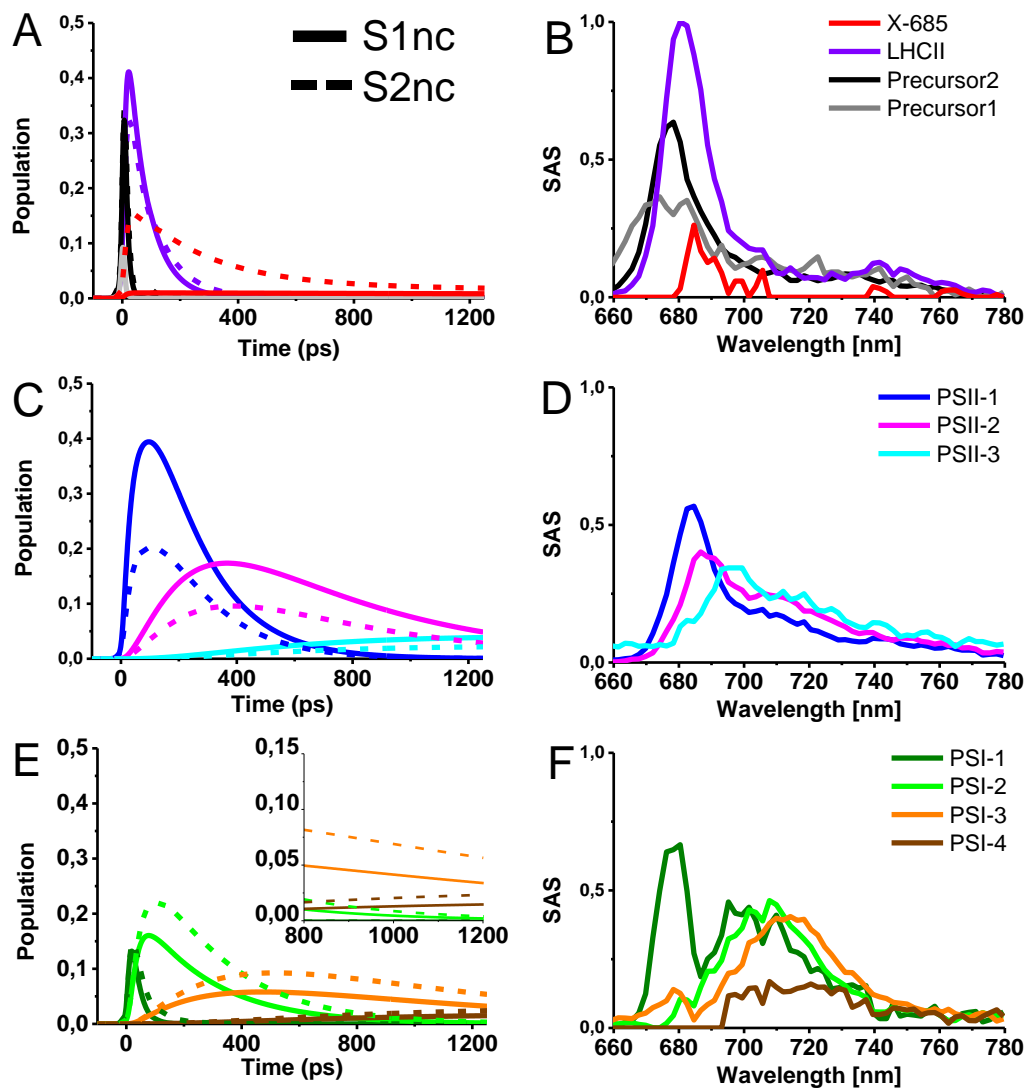 A
0,5
0,4
0,3
0,2
0,1
0,0
Population
0 400 800 1200
Time (ps)
S1nc
S2nc
B
1,0
0,5
0,0
SAS
660 680 700 720 740 760 780
Wavelength [nm]
X-685
LHCII
Precursor2
Precursor1
C
0,5
0,4
0,3
0,2
0,1
0,0
Population
0 400 800 1200
Time (ps)
D
1,0
0,5
0,0
SAS
660 680 700 720 740 760 780
Wavelength [nm]
PSII-1
PSII-2
PSII-3
E
0,5
0,4
0,3
0,2
0,1
0,0
Population
0 400 800 1200
Time (ps)
0,15
0,10
0,05
0,00
800 1000 1200
F
1,0
0,5
0,0
SAS
660 680 700 720 740 760 780
Wavelength [nm]
PSI-1
PSI-2
PSI-3
PSI-4